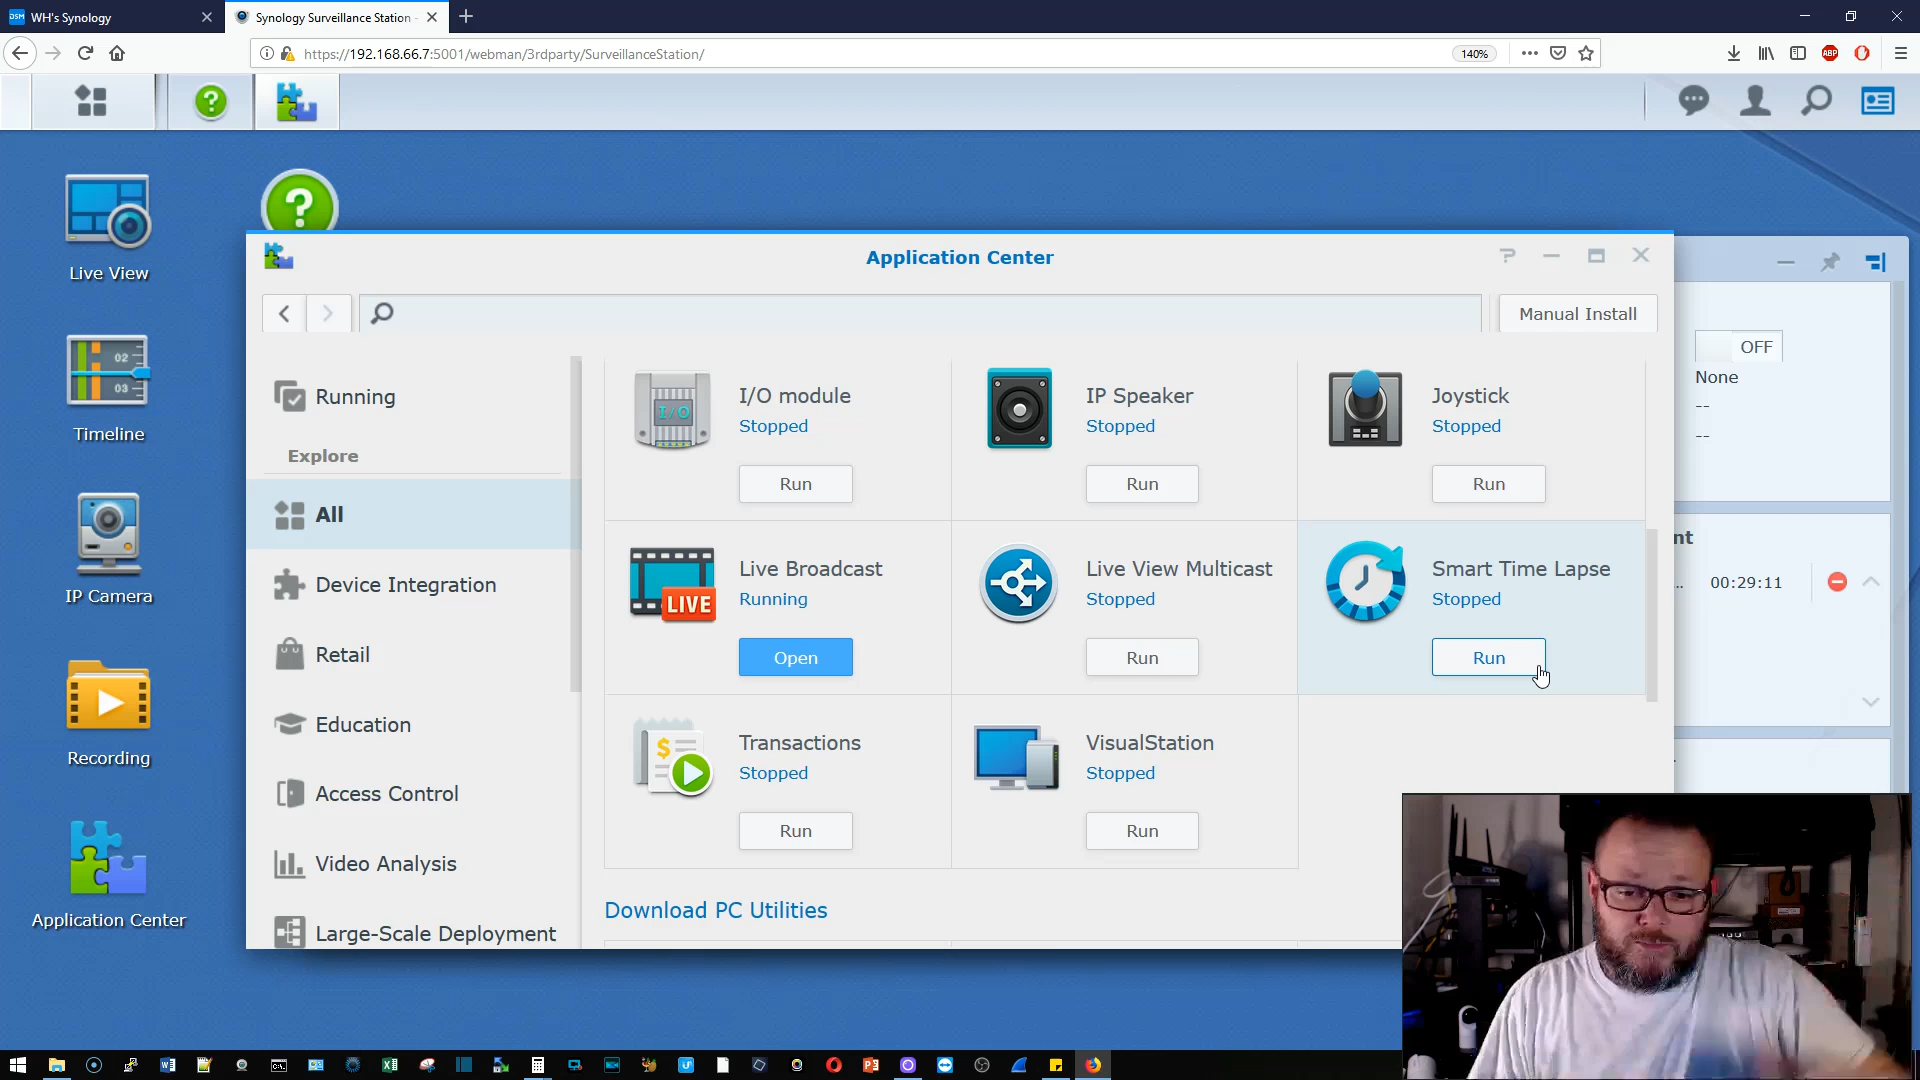 WH's Synology
Synology Surveillance Station -
https://192.168.66.7:5001/webman/3rdparty/SurveillanceStation/
140%
ABP
Live View
Timeline
02
03
IP Camera
Recording
Application Center
Application Center
Manual Install
Running
Explore
All
Device Integration
Retail
Education
Access Control
Video Analysis
Large-Scale Deployment
I/O
I/O module
Stopped
Run
IP Speaker
Stopped
Run
Joystick
Stopped
Run
LIVE
Live Broadcast
Running
Open
Live View Multicast
Stopped
Run
Smart Time Lapse
Stopped
Run
$
Transactions
Stopped
Run
VisualStation
Stopped
Run
Download PC Utilities
OFF
None
--
--
nt
..
00:29:11